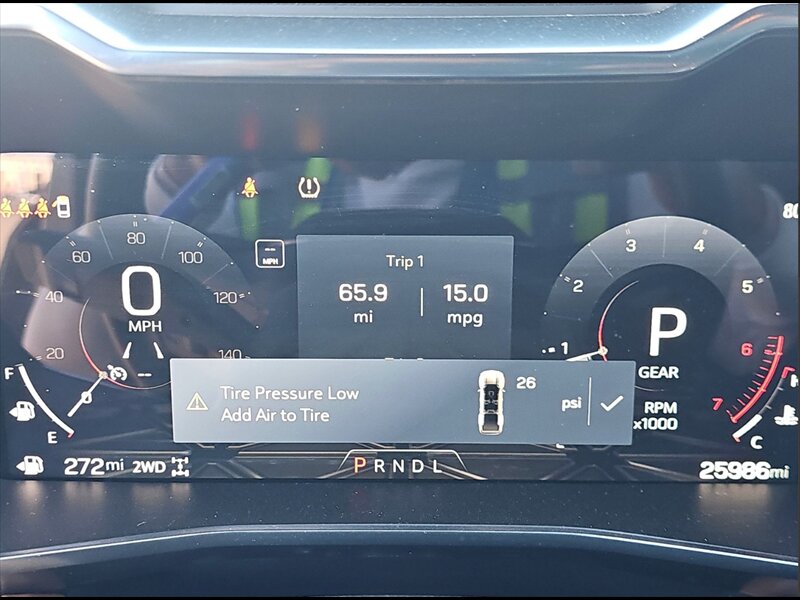 80
60
80
100
40
120
20
140
0
0
MPH
--
MPH
Trip 1
65.9
mi
15.0
mpg
1
2
3
4
5
6
7
P
GEAR
RPM
x1000
Tire Pressure Low
Add Air to Tire
26
psi
F
E
H
C
272mi 2WD
PRNDL
25986mi